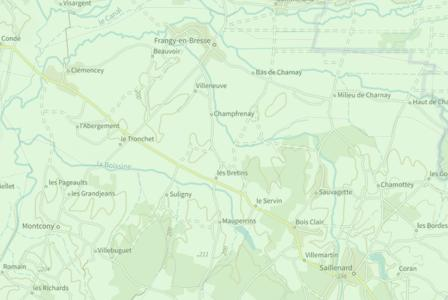 Visargent
le Canal
Condé
Frangy-en-Bresse
Beauvoir
Clémencey
Bas de Charnay
Villeneuve
Milieu de Charnay
Haut de Cha
Champfrenay
l'Abergement
le Tronchet
la Boissine
les Bretins
les Pageaults
Chamottey
les Grandjeans
Suligny
Sauvagette
le Servin
Mauperrins
Bois Clair
les Bordes
Montcony
Villebuguet
211
Villemartin
Romain
Saillenard
Coran
les Richards